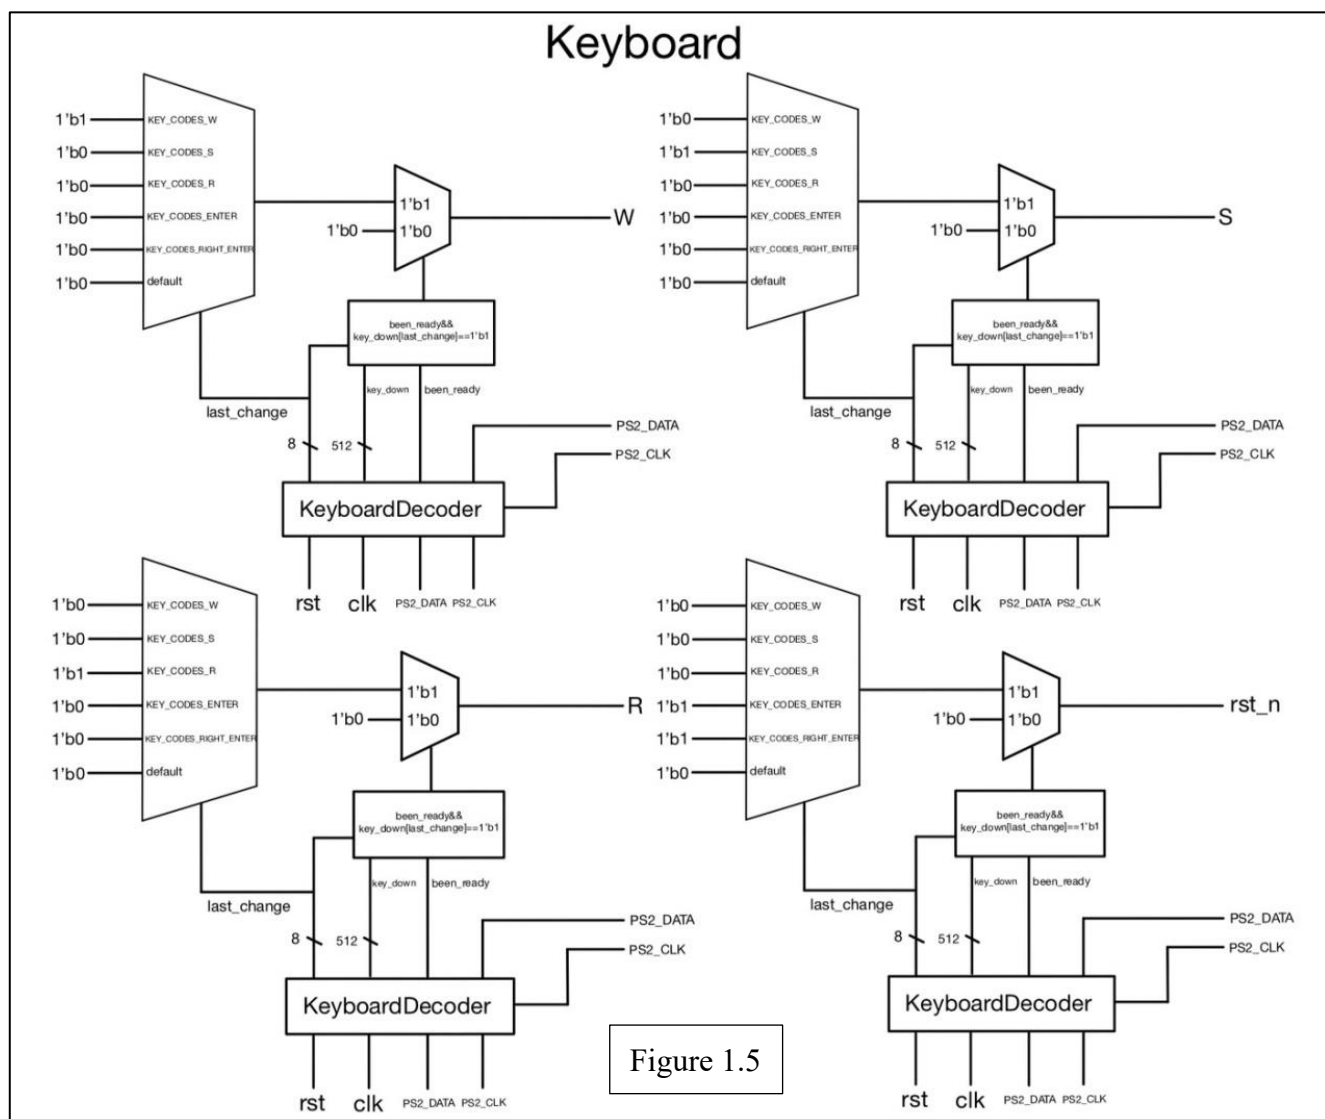 Keyboard
1'b1
KEY_CODES_W
1'b0
KEY_CODES_S
1'b0
KEY_CODES_R
1'b0
KEY_CODES_ENTER
1'b0
KEY_CODES_RIGHT_ENTER
1'b0
default
1'b1
1'b0
1'b0
W
been_ready&&
key_down[last_change]==1'b1
key_down
been_ready
last_change
8
512
PS2_DATA
PS2_CLK
KeyboardDecoder
rst
clk
PS2_DATA
PS2_CLK
1'b0
KEY_CODES_W
1'b1
KEY_CODES_S
1'b0
KEY_CODES_R
1'b0
KEY_CODES_ENTER
1'b0
KEY_CODES_RIGHT_ENTER
1'b0
default
1'b1
1'b0
1'b0
S
been_ready&&
key_down[last_change]==1'b1
key_down
been_ready
last_change
8
512
PS2_DATA
PS2_CLK
KeyboardDecoder
rst
clk
PS2_DATA
PS2_CLK
1'b0
KEY_CODES_W
1'b0
KEY_CODES_S
1'b1
KEY_CODES_R
1'b0
KEY_CODES_ENTER
1'b0
KEY_CODES_RIGHT_ENTER
1'b0
default
1'b1
1'b0
1'b0
R
been_ready&&
key_down[last_change]==1'b1
key_down
been_ready
last_change
8
512
PS2_DATA
PS2_CLK
KeyboardDecoder
rst
clk
PS2_DATA
PS2_CLK
1'b0
KEY_CODES_W
1'b0
KEY_CODES_S
1'b0
KEY_CODES_R
1'b1
KEY_CODES_ENTER
1'b1
KEY_CODES_RIGHT_ENTER
1'b0
default
1'b1
1'b0
1'b0
rst_n
been_ready&&
key_down[last_change]==1'b1
key_down
been_ready
last_change
8
512
PS2_DATA
PS2_CLK
KeyboardDecoder
rst
clk
PS2_DATA
PS2_CLK
Figure 1.5